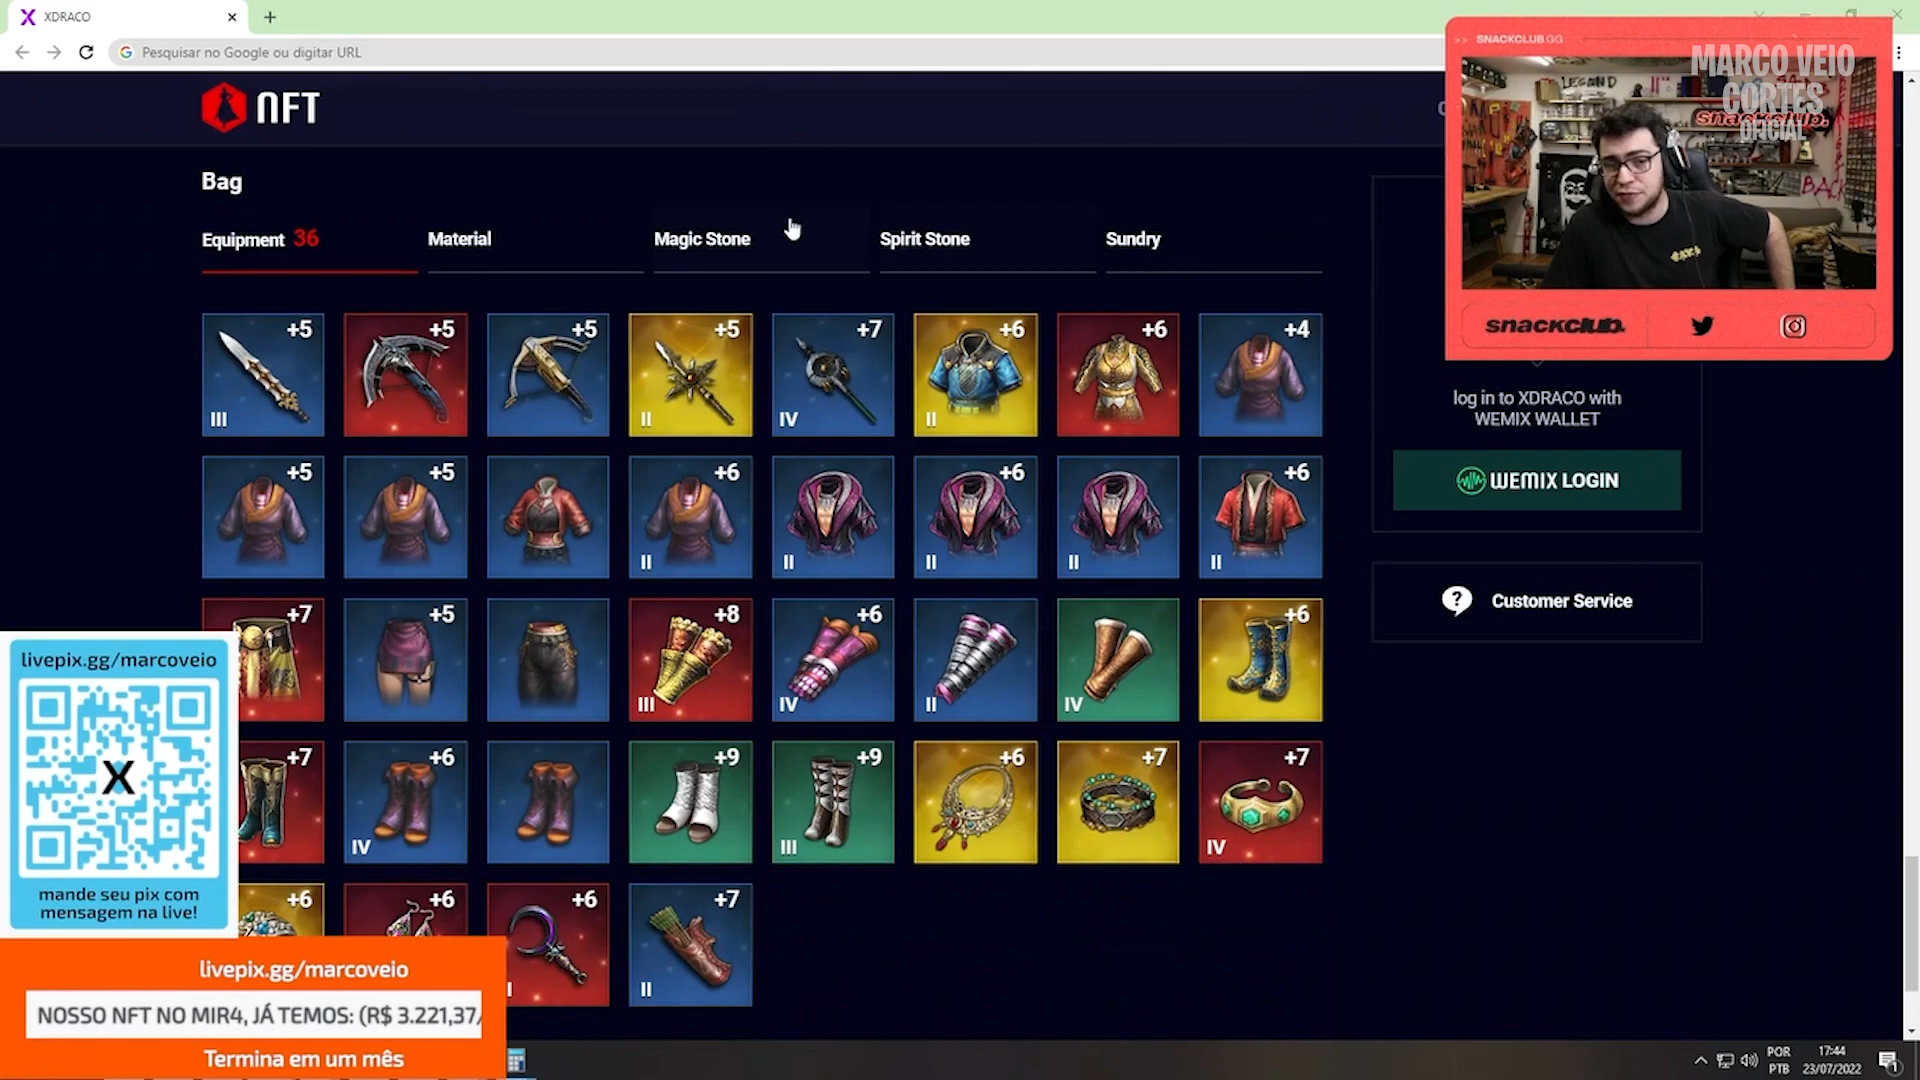 XDRACO
Pesquisar no Google ou digitar URL
NFT
Bag
Equipment 36
Material
Magic Stone
Spirit Stone
Sundry
+5
III
+5
+5
+5
II
+7
IV
+6
II
+6
+4
+5
+5
+6
II
II
+6
II
II
+6
II
+7
+5
+8
III
+6
IV
II
IV
+6
+7
+6
IV
+9
+9
III
+6
+7
+7
IV
+6
+6
+6
+7
II
>> SNACKCLUB GG
MARCO VEIO
CORTES
OFICIAL
LEGEND
snackclub.
BACK
snackclub.
log in to XDRACO with
WEMIX WALLET
WEMIX LOGIN
? Customer Service
livepix.gg/marcoveio
X
mande seu pix com
mensagem na live!
livepix.gg/marcoveio
NOSSO NFT NO MIR4, JÁ TEMOS: (R$ 3.221,37/
Termina em um mês
POR
PTB
17:44
23/07/2022
1